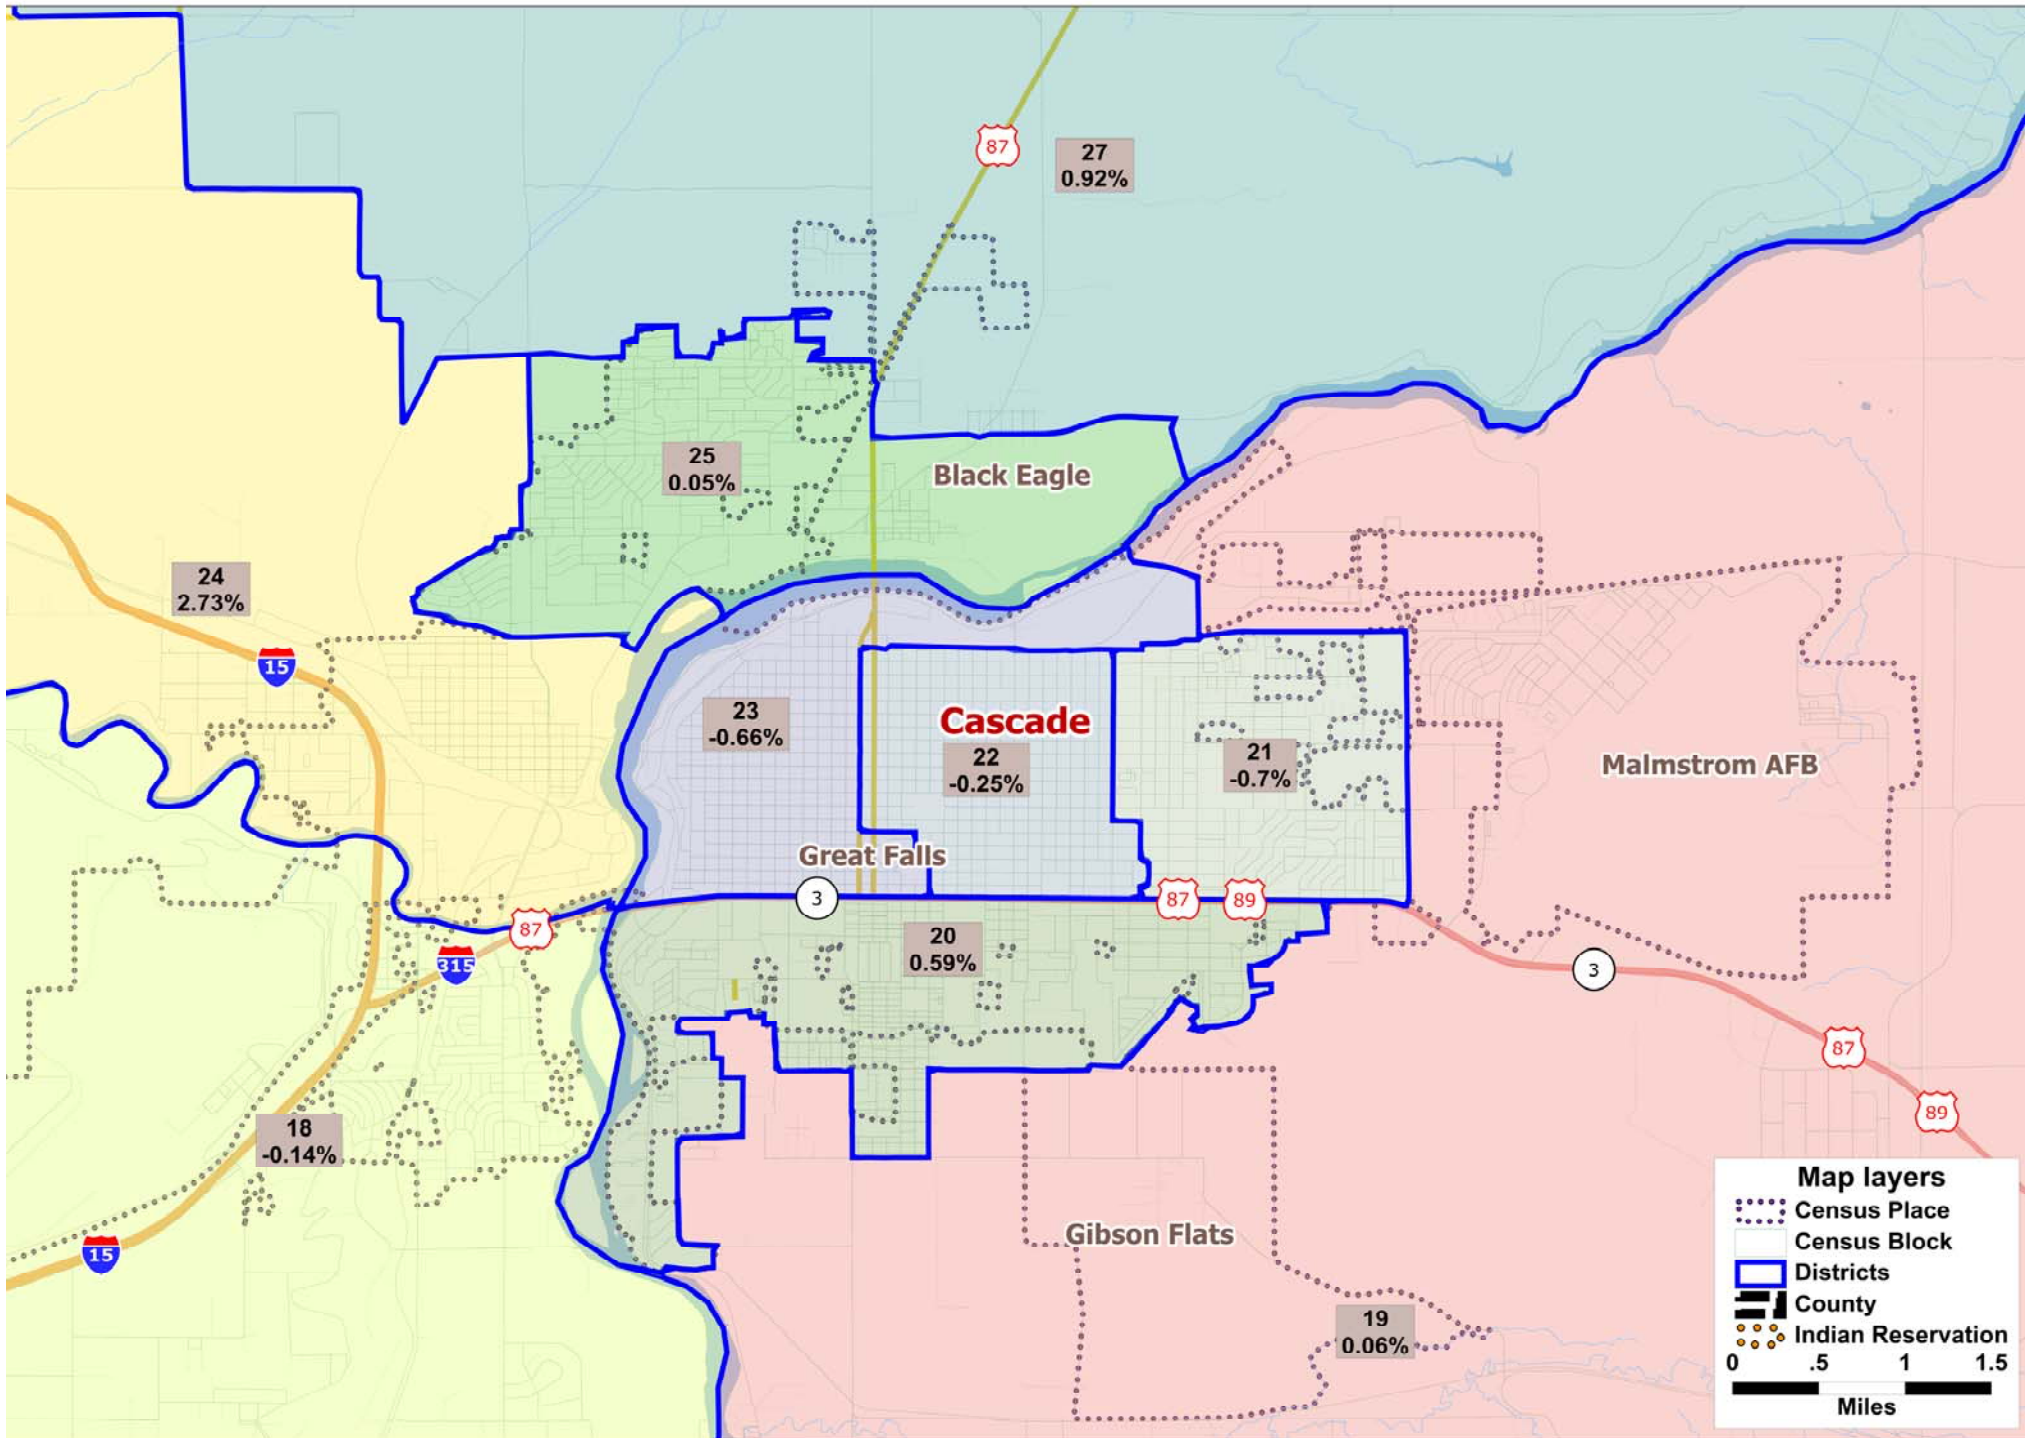 87
27
0.92%
25
0.05%
Black Eagle
24
2.73%
15
23
-0.66%
Cascade
22
-0.25%
21
-0.7%
Malmstrom AFB
Great Falls
3
87
89
87
315
20
0.59%
3
87
89
18
-0.14%
15
Gibson Flats
19
0.06%
Map layers
Census Place
Census Block
Districts
County
Indian Reservation
0 .5 1 1.5
Miles